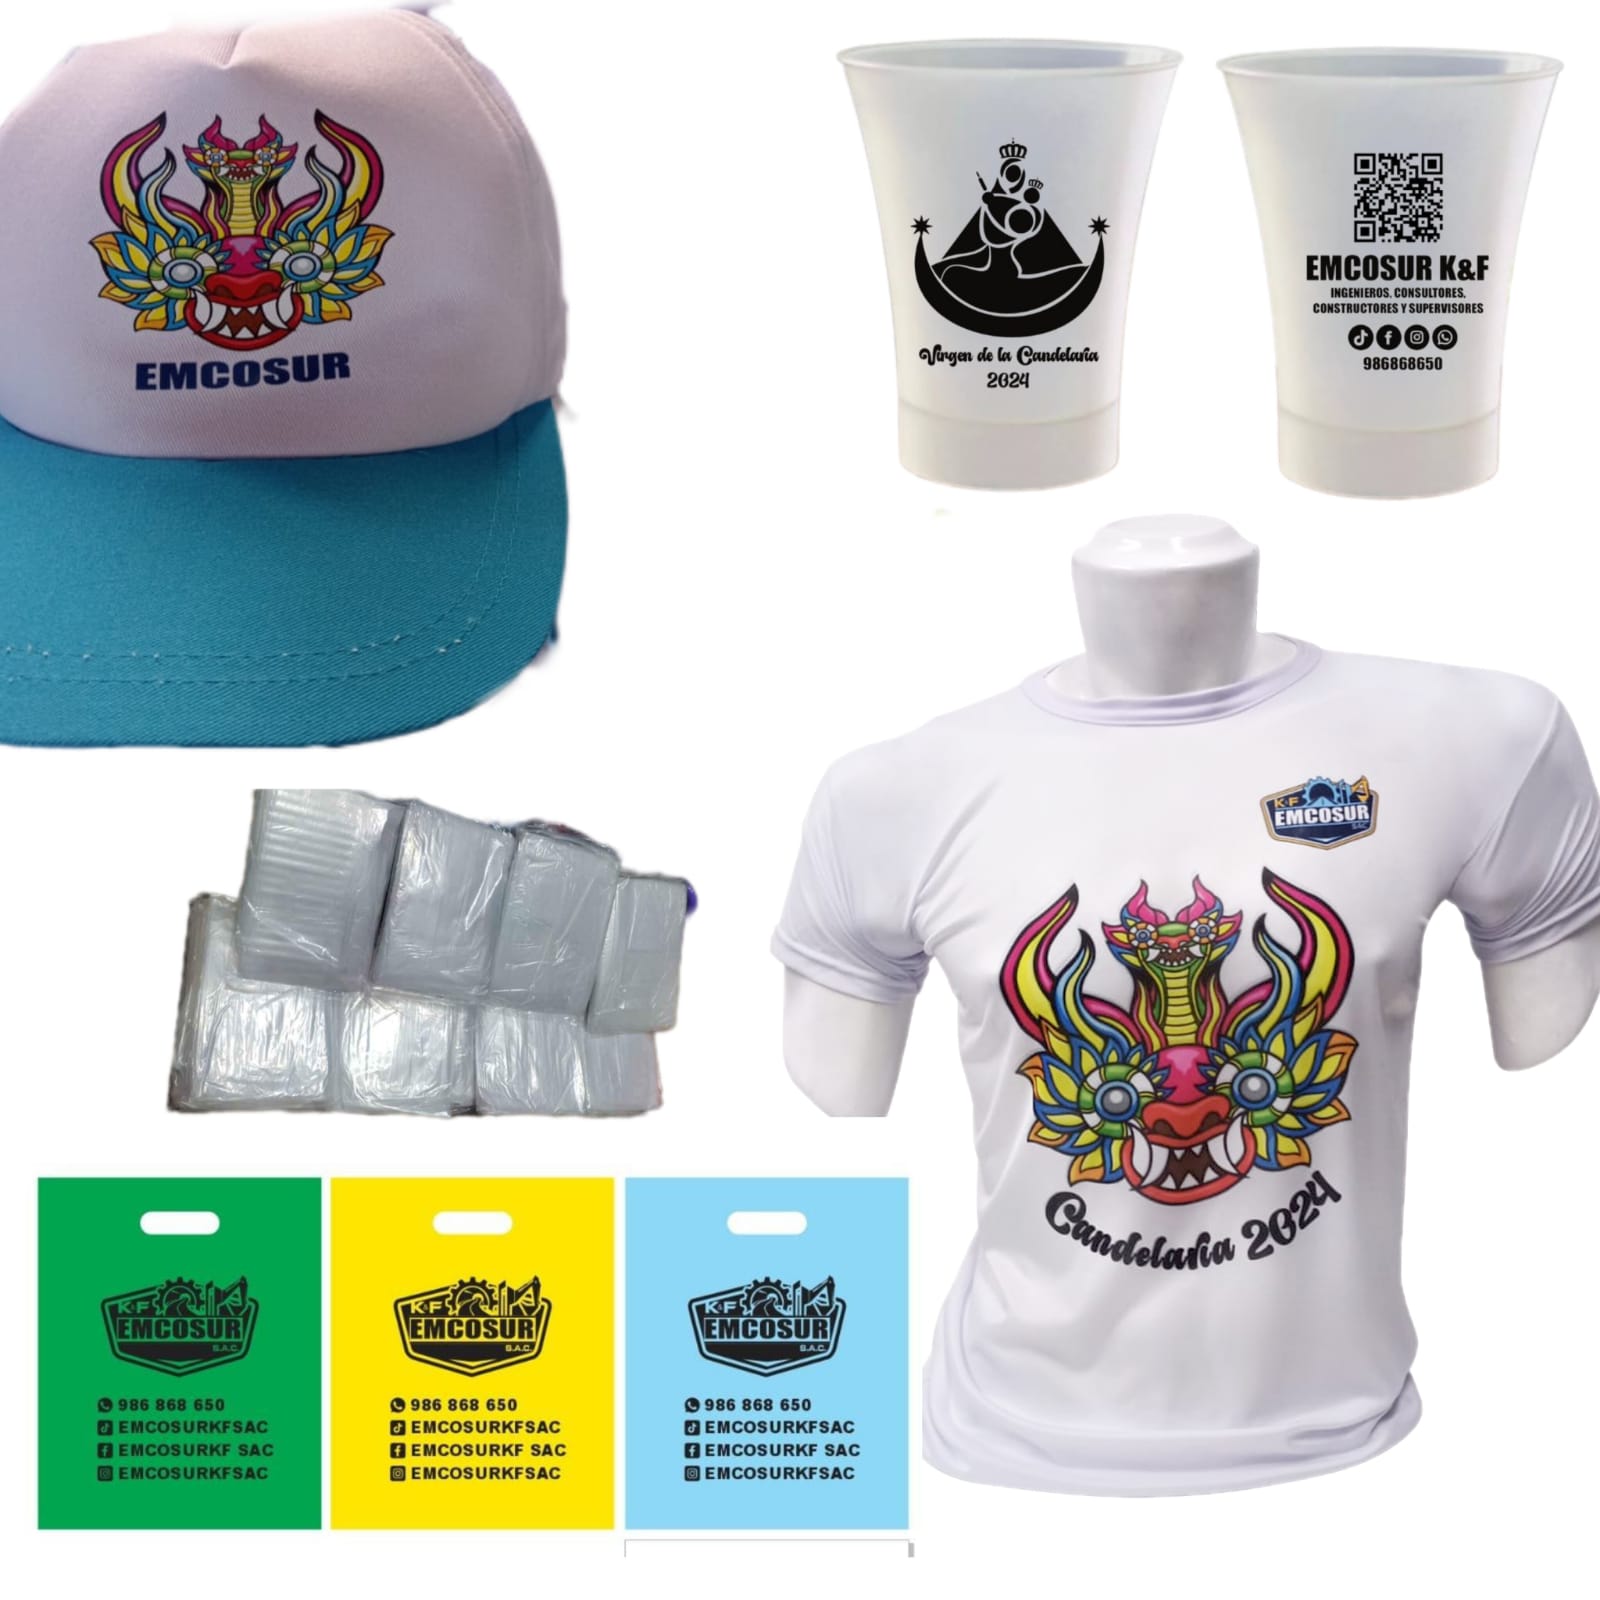 EMCOSUR
Virgen de la Candelaria
2024
EMCOSUR K&F
INGENIEROS, CONSULTORES,
CONSTRUCTORES Y SUPERVISORES
986868650
K&F
EMCOSUR
SAC
Candelaria 2024
K&F
EMCOSUR
S.A.C.
986 868 650
EMCOSURKFSAC
EMCOSURKF SAC
EMCOSURKFSAC
K&F
EMCOSUR
S.A.C.
986 868 650
EMCOSURKFSAC
EMCOSURKF SAC
EMCOSURKFSAC
K&F
EMCOSUR
S.A.C.
986 868 650
EMCOSURKFSAC
EMCOSURKF SAC
EMCOSURKFSAC